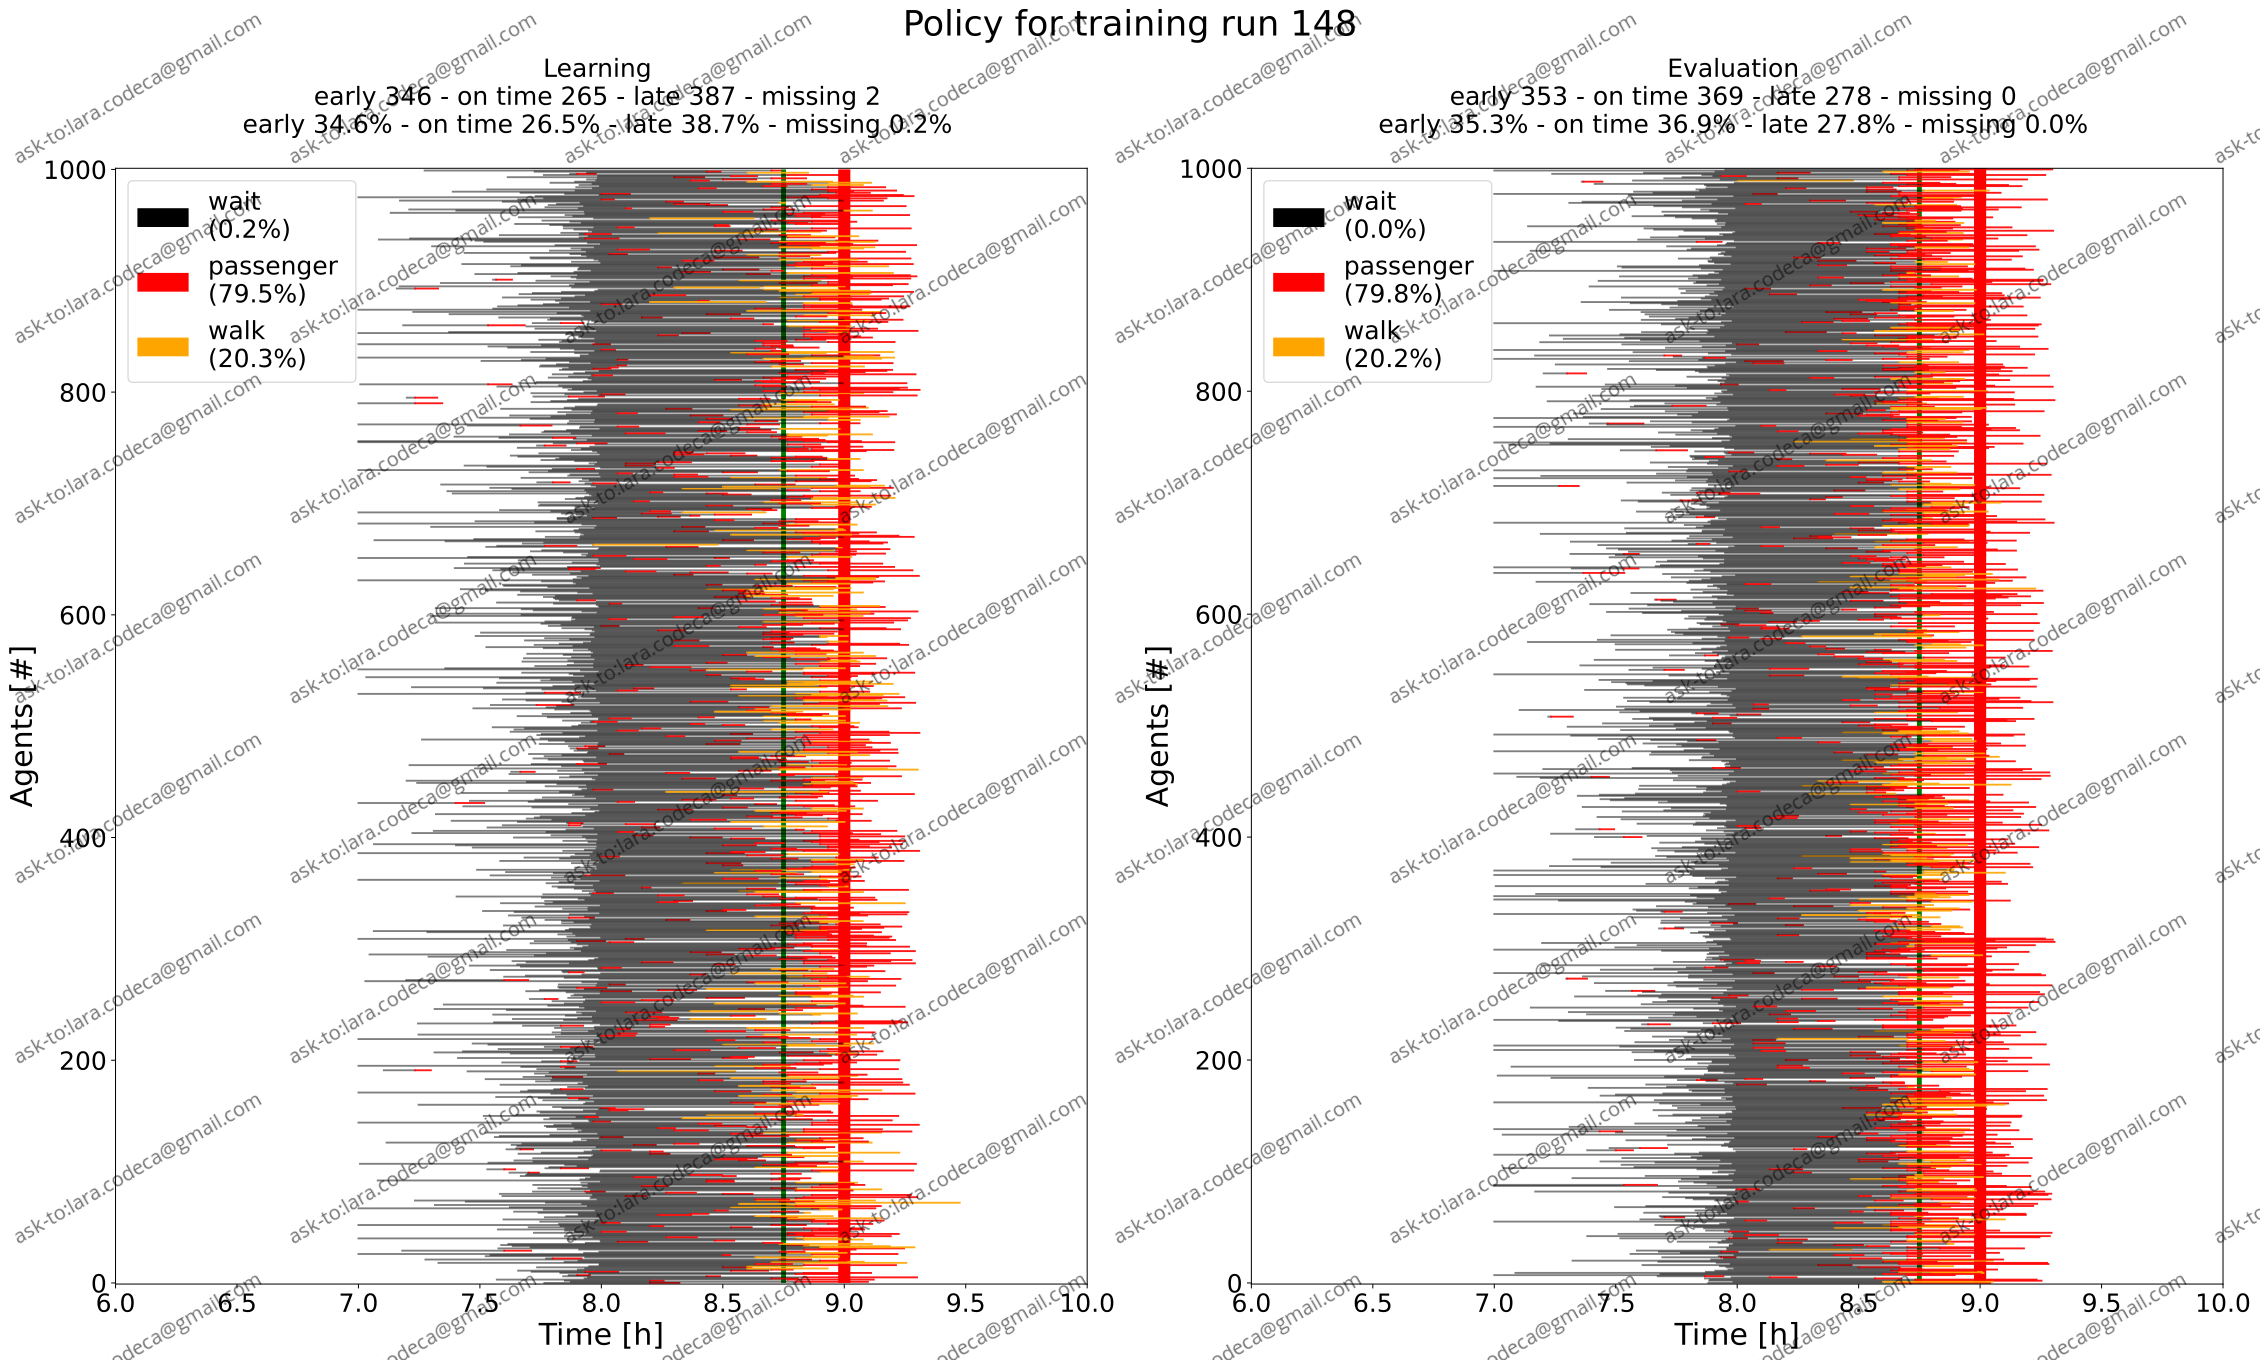 Policy for training run 148
Learning
early 346 - on time 265 - late 387 - missing 2
early 34.6% - on time 26.5% - late 38.7% - missing 0.2%
wait
(0.2%)
passenger
(79.5%)
walk
(20.3%)
Agents [#]
1000
800
600
400
200
0
6.0 6.5 7.0 7.5 8.0 8.5 9.0 9.5 10.0
Time [h]
Evaluation
early 353 - on time 369 - late 278 - missing 0
early 35.3% - on time 36.9% - late 27.8% - missing 0.0%
wait
(0.0%)
passenger
(79.8%)
walk
(20.2%)
Agents [#]
1000
800
600
400
200
0
6.0 6.5 7.0 7.5 8.0 8.5 9.0 9.5 10.0
Time [h]
ask-to:lara.codeca@gmail.com